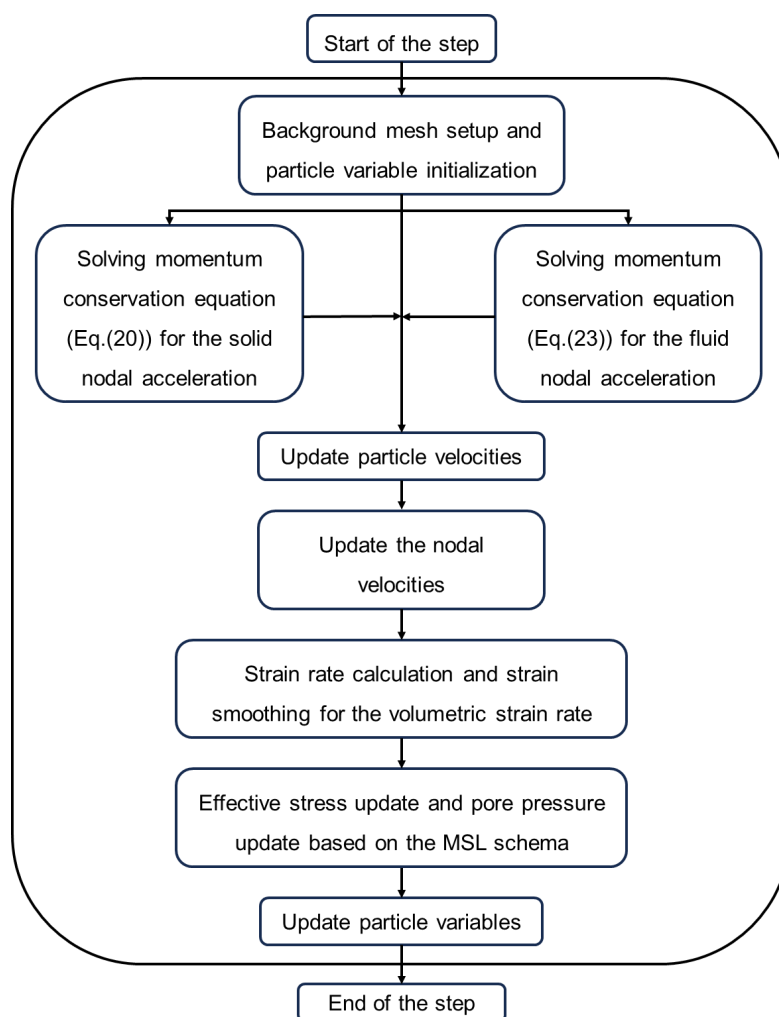 Start of the step
Background mesh setup and
particle variable initialization
Solving momentum
conservation equation
(Eq.(20)) for the solid
nodal acceleration
Solving momentum
conservation equation
(Eq.(23)) for the fluid
nodal acceleration
Update particle velocities
Update the nodal
velocities
Strain rate calculation and strain
smoothing for the volumetric strain rate
Effective stress update and pore pressure
update based on the MSL schema
Update particle variables
End of the step